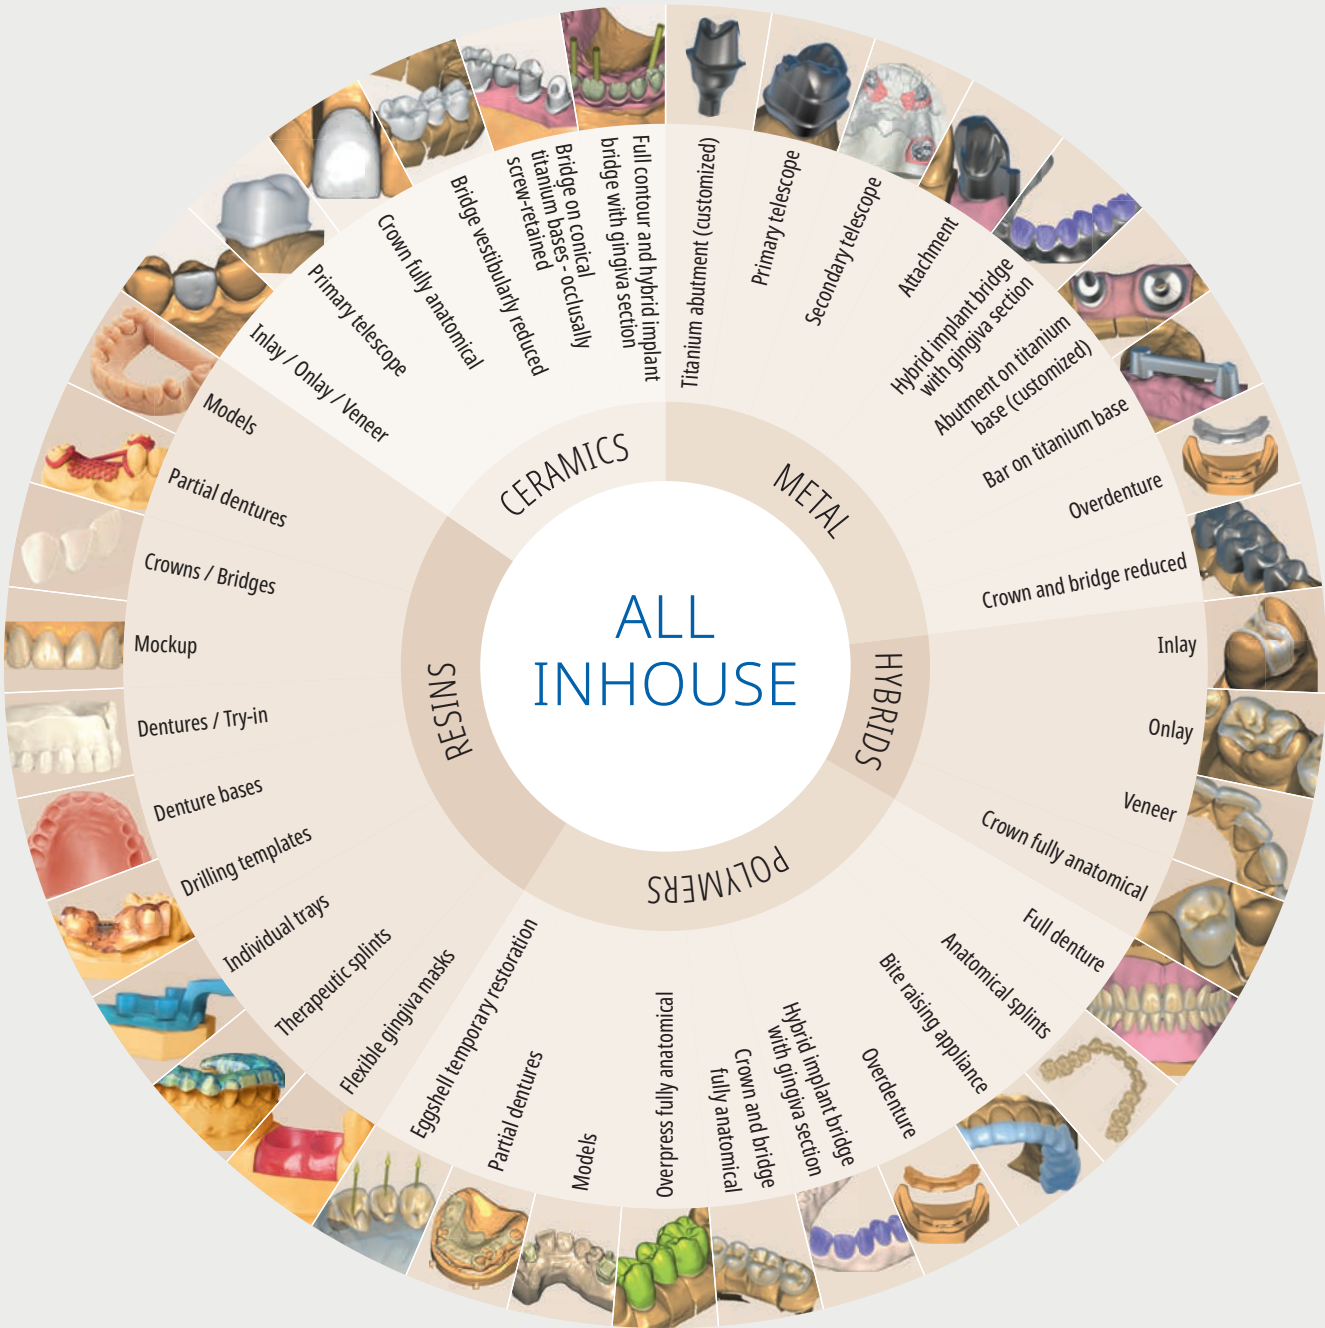 ALL
INHOUSE
CERAMICS
Inlay / Onlay / Veneer
Primary telescope
Crown fully anatomical
Bridge vestibularly reduced
Bridge on conical
titanium bases - occlusally
screw-retained
Full contour and hybrid implant
bridge with gingiva section
METAL
Titanium abutment (customized)
Primary telescope
Secondary telescope
Attachment
Hybrid implant bridge
with gingiva section
Abutment on titanium
base (customized)
Bar on titanium base
Overdenture
Crown and bridge reduced
HYBRIDS
Inlay
Onlay
Veneer
Crown fully anatomical
POLYMERS
Full denture
Anatomical splints
Bite raising appliance
Overdenture
Hybrid implant bridge
with gingiva section
Crown and bridge
fully anatomical
Overpress fully anatomical
Models
Partial dentures
Eggshell temporary restoration
RESINS
Flexible gingiva masks
Therapeutic splints
Individual trays
Drilling templates
Denture bases
Dentures / Try-in
Mockup
Crowns / Bridges
Partial dentures
Models